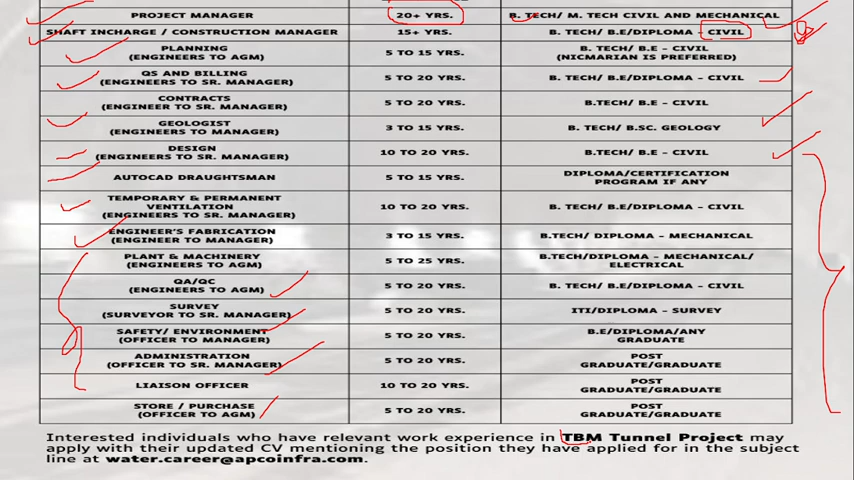 PROJECT MANAGER 20+ YRS. B. TECH/ M. TECH CIVIL AND MECHANICAL
SHAFT INCHARGE / CONSTRUCTION MANAGER 15+ YRS. B. TECH/ B.E/DIPLOMA – CIVIL
PLANNING
(ENGINEERS TO AGM) 5 TO 15 YRS. B. TECH/ B.E – CIVIL
(NICMARIAN IS PREFERRED)
QS AND BILLING
(ENGINEERS TO SR. MANAGER) 5 TO 20 YRS. B. TECH/ B.E/DIPLOMA – CIVIL
CONTRACTS
(ENGINEER TO SR. MANAGER) 5 TO 20 YRS. B.TECH/ B.E – CIVIL
GEOLOGIST
(ENGINEERS TO MANAGER) 3 TO 15 YRS. B. TECH/ B.SC. GEOLOGY
DESIGN
(ENGINEERS TO SR. MANAGER) 10 TO 20 YRS. B.TECH/ B.E – CIVIL
AUTOCAD DRAUGHTSMAN 5 TO 15 YRS. DIPLOMA/CERTIFICATION
PROGRAM IF ANY
TEMPORARY & PERMANENT
VENTILATION
(ENGINEERS TO SR. MANAGER) 10 TO 20 YRS. B. TECH/ B.E/DIPLOMA – CIVIL
ENGINEER'S FABRICATION
(ENGINEER TO MANAGER) 3 TO 15 YRS. B.TECH/ DIPLOMA – MECHANICAL
PLANT & MACHINERY
(ENGINEERS TO AGM) 5 TO 25 YRS. B.TECH/DIPLOMA – MECHANICAL/
ELECTRICAL
QA/QC
(ENGINEERS TO AGM) 5 TO 20 YRS. B. TECH/ B.E/DIPLOMA – CIVIL
SURVEY
(SURVEYOR TO SR. MANAGER) 5 TO 20 YRS. ITI/DIPLOMA – SURVEY
SAFETY/ ENVIRONMENT
(OFFICER TO MANAGER) 5 TO 20 YRS. B.E/DIPLOMA/ANY
GRADUATE
ADMINISTRATION
(OFFICER TO SR. MANAGER) 5 TO 20 YRS. POST
GRADUATE/GRADUATE
LIAISON OFFICER 10 TO 20 YRS. POST
GRADUATE/GRADUATE
STORE / PURCHASE
(OFFICER TO AGM) 5 TO 20 YRS. POST
GRADUATE/GRADUATE
Interested individuals who have relevant work experience in TBM Tunnel Project may
apply with their updated CV mentioning the position they have applied for in the subject
line at water.career@apcoinfra.com.